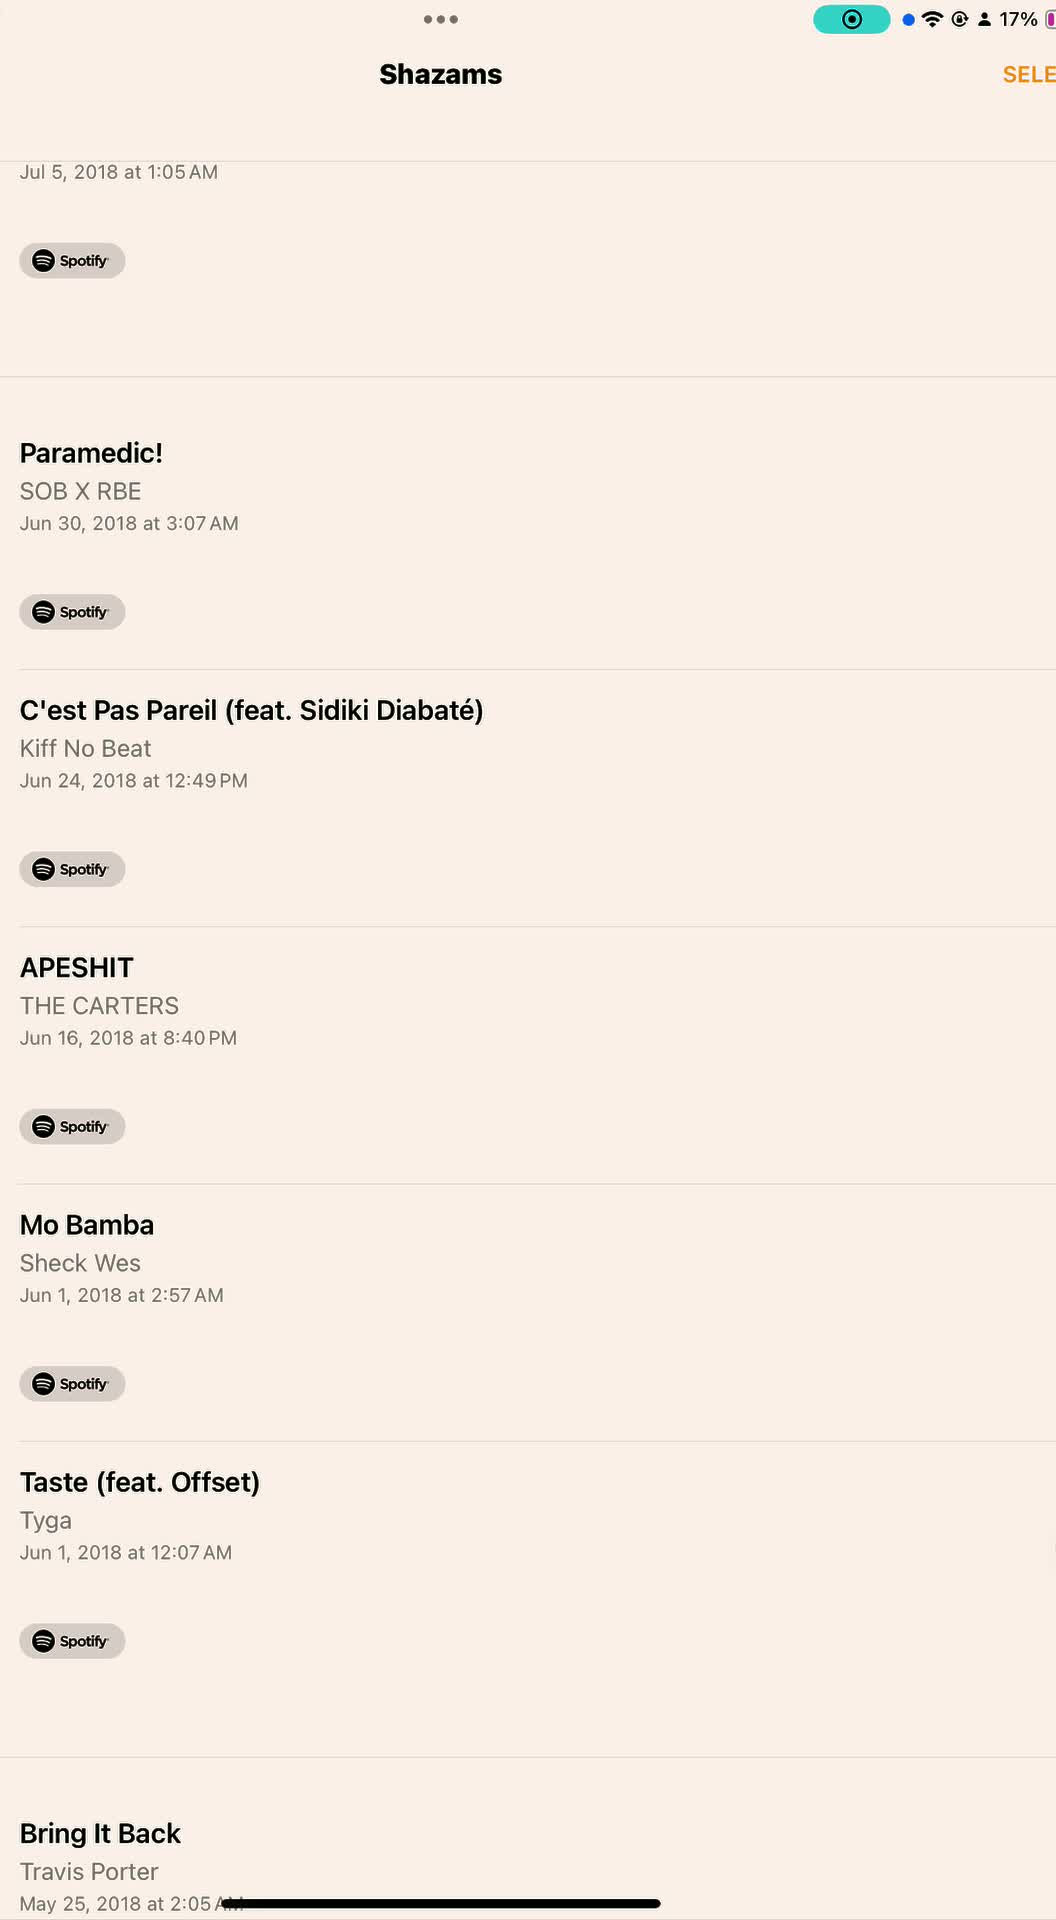 17%
Shazams
SELE
Jul 5, 2018 at 1:05 AM
Spotify
Paramedic!
SOB X RBE
Jun 30, 2018 at 3:07 AM
Spotify
C'est Pas Pareil (feat. Sidiki Diabaté)
Kiff No Beat
Jun 24, 2018 at 12:49 PM
Spotify
APESHIT
THE CARTERS
Jun 16, 2018 at 8:40 PM
Spotify
Mo Bamba
Sheck Wes
Jun 1, 2018 at 2:57 AM
Spotify
Taste (feat. Offset)
Tyga
Jun 1, 2018 at 12:07 AM
Spotify
Bring It Back
Travis Porter
May 25, 2018 at 2:05 AM